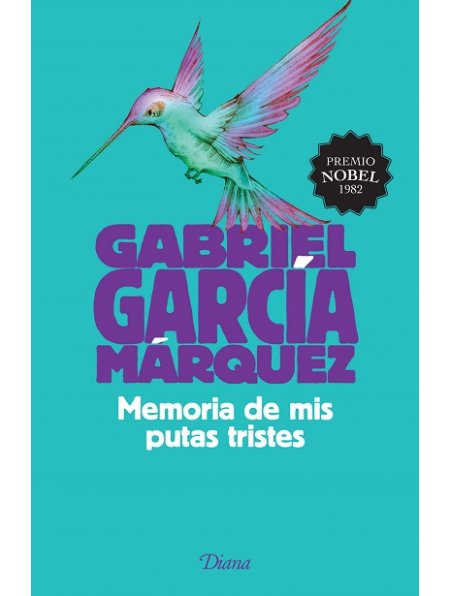 PREMIO
NOBEL
1982
GABRIEL
GARCÍA
MÁRQUEZ
Memoria de mis
putas tristes
Diana